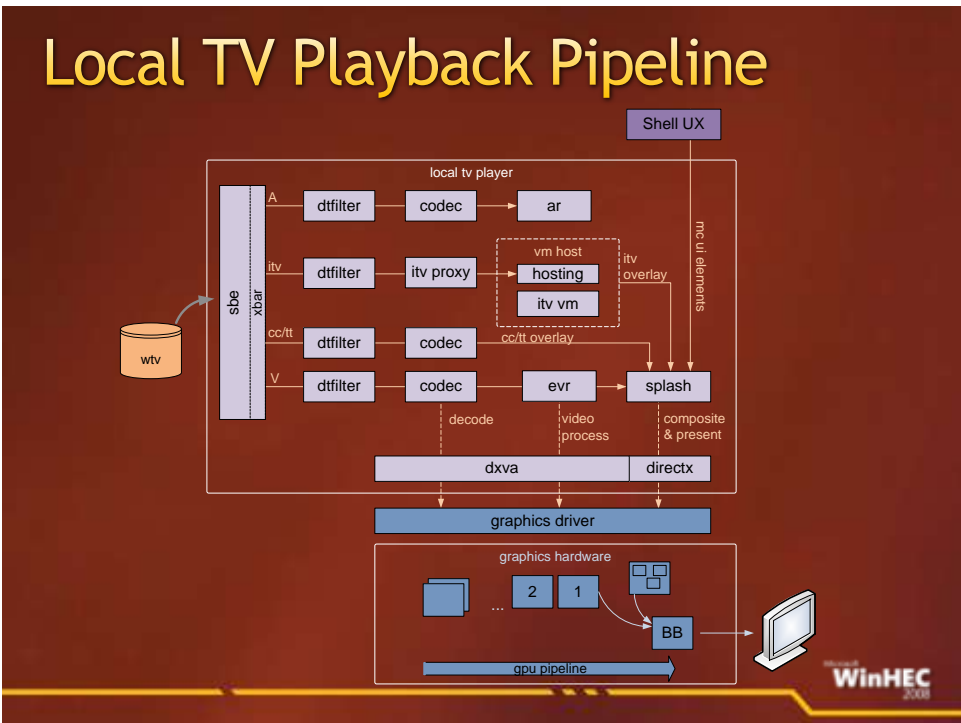 Local TV Playback Pipeline
Shell UX
local tv player
A
dtfilter
codec
ar
mc ui elements
itv
dtfilter
itv proxy
vm host
hosting
itv vm
itv
overlay
sbe
xbar
wtv
cc/tt
dtfilter
codec
cc/tt overlay
V
dtfilter
codec
evr
splash
decode
video
process
composite
& present
dxva
directx
graphics driver
graphics hardware
...
2
1
BB
gpu pipeline
Microsoft
WinHEC
2008